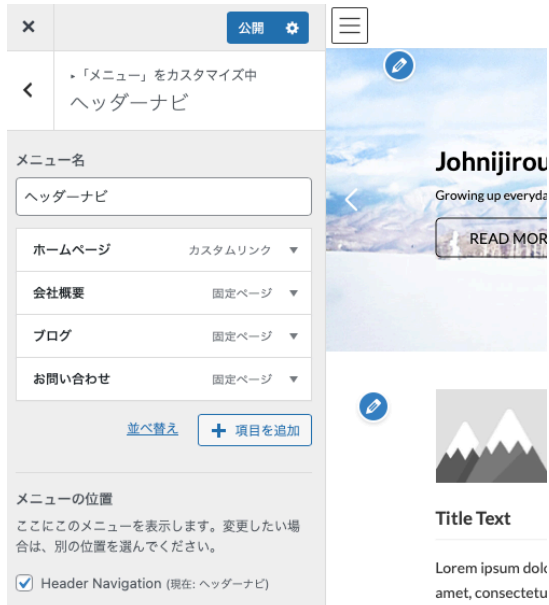 公開
▸「メニュー」をカスタマイズ中
ヘッダーナビ
メニュー名
ヘッダーナビ
ホームページ カスタムリンク
会社概要 固定ページ
ブログ 固定ページ
お問い合わせ 固定ページ
並べ替え
項目を追加
メニューの位置
ここにこのメニューを表示します。変更したい場
合は、別の位置を選んでください。
Header Navigation (現在: ヘッダーナビ)
Johnijirou
Growing up everyda
READ MOR
Title Text
Lorem ipsum dolo
amet, consectetu